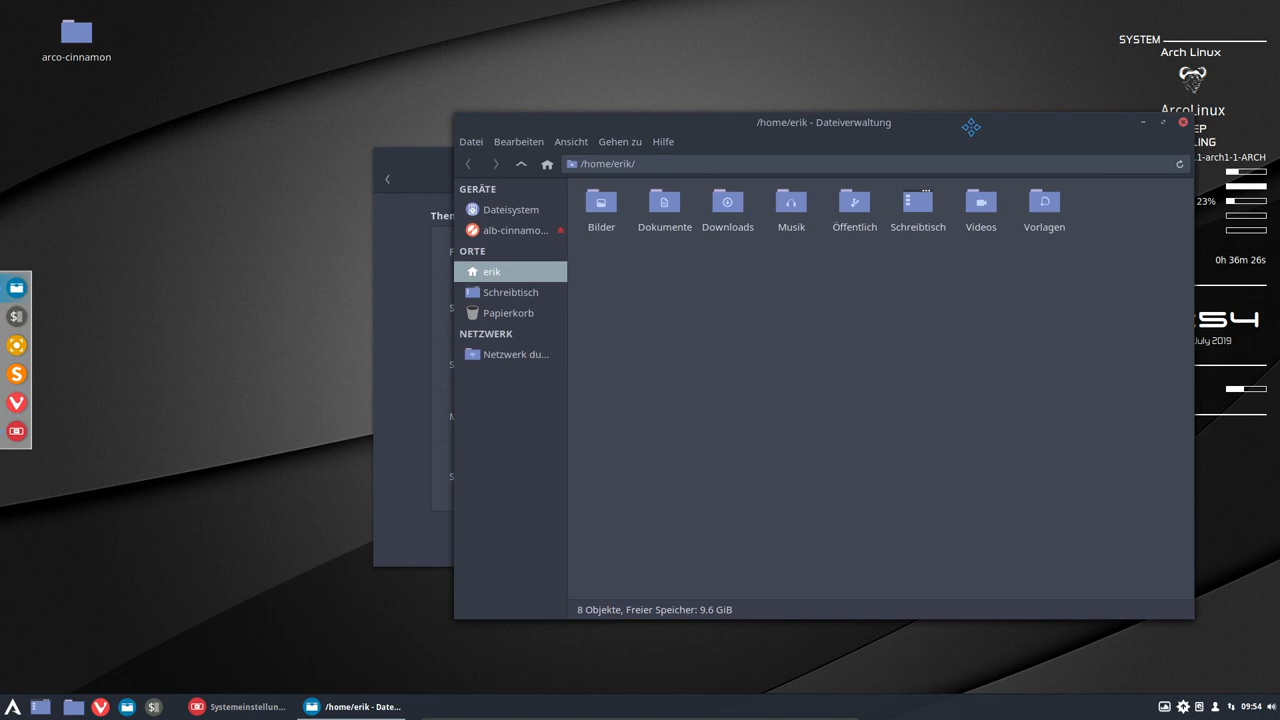 arco-cinnamon
SYSTEM
Arch Linux
ArcoLinux
/home/erik - Dateiverwaltung
Datei Bearbeiten Ansicht Gehen zu Hilfe
/home/erik/
.1-arch1-1-ARCH
23%
0h 36m 26s
July 2019
GERÄTE
Dateisystem
alb-cinnamo...
ORTE
erik
Schreibtisch
Papierkorb
NETZWERK
Netzwerk du...
Bilder Dokumente Downloads Musik Öffentlich Schreibtisch Videos Vorlagen
8 Objekte, Freier Speicher: 9.6 GiB
Systemeinstellun...
/home/erik - Date...
09:54